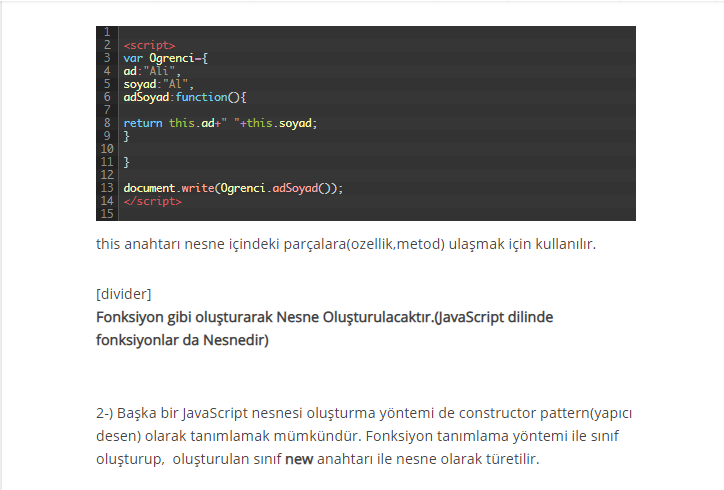 1
2 <script>
3 var Ogrenci={
4 ad:"Ali",
5 soyad:"Al",
6 adSoyad:function(){
7
8 return this.ad+" "+this.soyad;
9 }
10
11 }
12
13 document.write(Ogrenci.adSoyad());
14 </script>
15
this anahtarı nesne içindeki parçalara(ozellik,metod) ulaşmak için kullanılır.
[divider]
Fonksiyon gibi oluşturarak Nesne Oluşturulacaktır.(JavaScript dilinde
fonksiyonlar da Nesnedir)
2-) Başka bir JavaScript nesnesi oluşturma yöntemi de constructor pattern(yapıcı
desen) olarak tanımlamak mümkündür. Fonksiyon tanımlama yöntemi ile sınıf
oluşturup, oluşturulan sınıf new anahtarı ile nesne olarak türetilir.